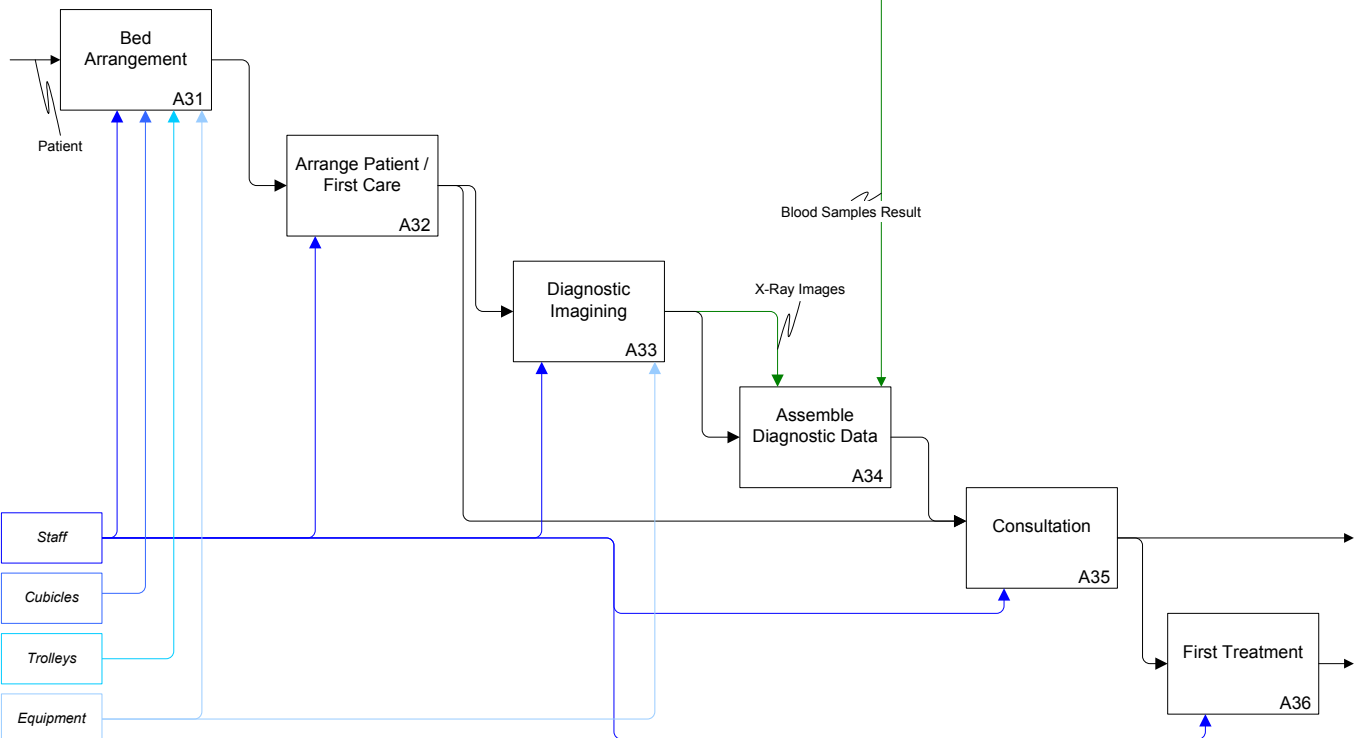 Bed
Arrangement
A31
Patient
Arrange Patient /
First Care
A32
Blood Samples Result
Diagnostic
Imagining
A33
X-Ray Images
Assemble
Diagnostic Data
A34
Consultation
A35
First Treatment
A36
Staff
Cubicles
Trolleys
Equipment